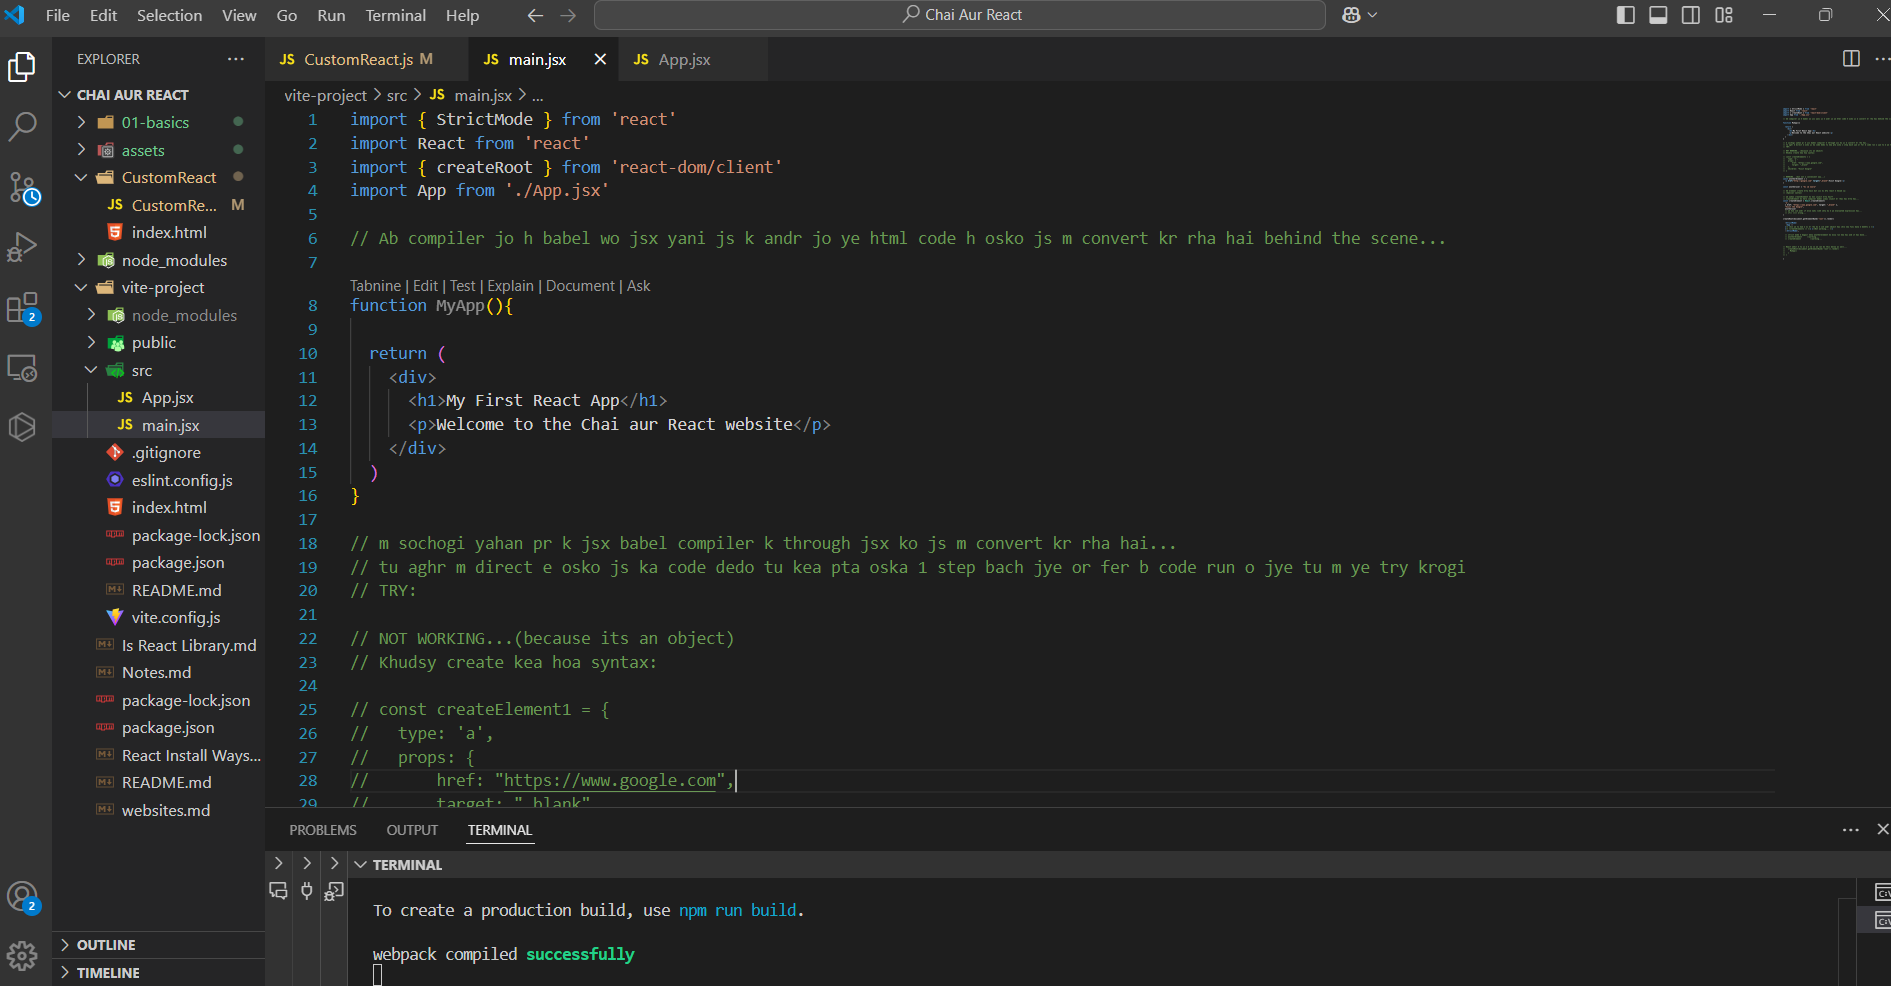 File Edit Selection View Go Run Terminal Help
Chai Aur React
EXPLORER
CHAI AUR REACT
01-basics
assets
CustomReact
JS CustomRe... M
index.html
node_modules
vite-project
node_modules
public
src
JS App.jsx
JS main.jsx
.gitignore
eslint.config.js
index.html
package-lock.json
package.json
README.md
vite.config.js
Is React Library.md
Notes.md
package-lock.json
package.json
React Install Ways...
README.md
websites.md
2
2
OUTLINE
TIMELINE
JS CustomReact.js M
JS main.jsx
JS App.jsx
vite-project > src > JS main.jsx > ...
1 import { StrictMode } from 'react'
2 import React from 'react'
3 import { createRoot } from 'react-dom/client'
4 import App from './App.jsx'
5
6 // Ab compiler jo h babel wo jsx yani js k andr jo ye html code h osko js m convert kr rha hai behind the scene...
7
Tabnine | Edit | Test | Explain | Document | Ask
8 function MyApp(){
9
10 return (
11 <div>
12 <h1>My First React App</h1>
13 <p>Welcome to the Chai aur React website</p>
14 </div>
15 )
16 }
17
18 // m sochogi yahan pr k jsx babel compiler k through jsx ko js m convert kr rha hai...
19 // tu aghr m direct e osko js ka code dedo tu kea pta oska 1 step bach jye or fer b code run o jye tu m ye try krogi
20 // TRY:
21
22 // NOT WORKING...(because its an object)
23 // Khudsy create kea hoa syntax:
24
25 // const createElement1 = {
26 // type: 'a',
27 // props: {
28 // href: "https://www.google.com",
29 // target: "_blank"
PROBLEMS OUTPUT TERMINAL
TERMINAL
To create a production build, use npm run build.
webpack compiled successfully